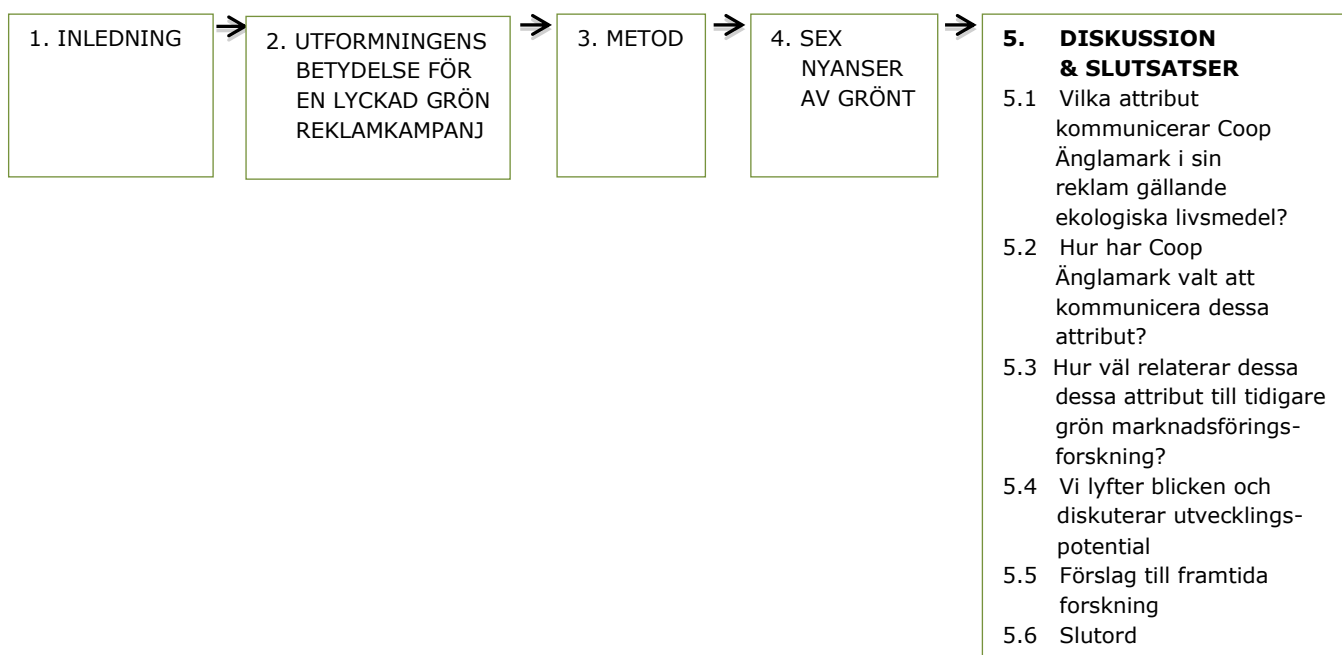 1. INLEDNING
2. UTFORMNINGENS
BETYDELSE FÖR
EN LYCKAD GRÖN
REKLAMKAMPANJ
3. METOD
4. SEX
NYANSER
AV GRÖNT
5. DISKUSSION
& SLUTSATSER
5.1 Vilka attribut
kommunicerar Coop
Änglamark i sin
reklam gällande
ekologiska livsmedel?
5.2 Hur har Coop
Änglamark valt att
kommunicera dessa
attribut?
5.3 Hur väl relaterar dessa
dessa attribut till tidigare
grön marknadsförings-
forskning?
5.4 Vi lyfter blicken och
diskuterar utvecklings-
potential
5.5 Förslag till framtida
forskning
5.6 Slutord